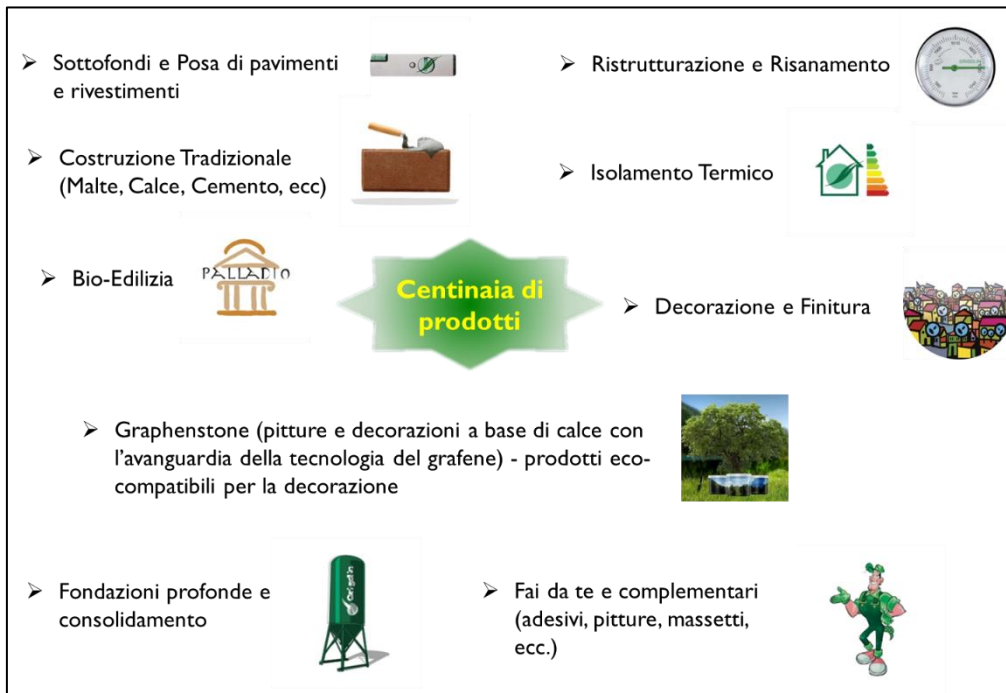 Sottofondi e Posa di pavimenti
e rivestimenti
Ristrutturazione e Risanamento
Costruzione Tradizionale
(Malte, Calce, Cemento, ecc)
Isolamento Termico
Bio-Edilizia
PALLADIO
Centinaia di
prodotti
Decorazione e Finitura
Graphenstone (pitture e decorazioni a base di calce con
l’avanguardia della tecnologia del grafene) - prodotti eco-
compatibili per la decorazione
Fondazioni profonde e
consolidamento
Fai da te e complementari
(adesivi, pitture, massetti,
ecc.)